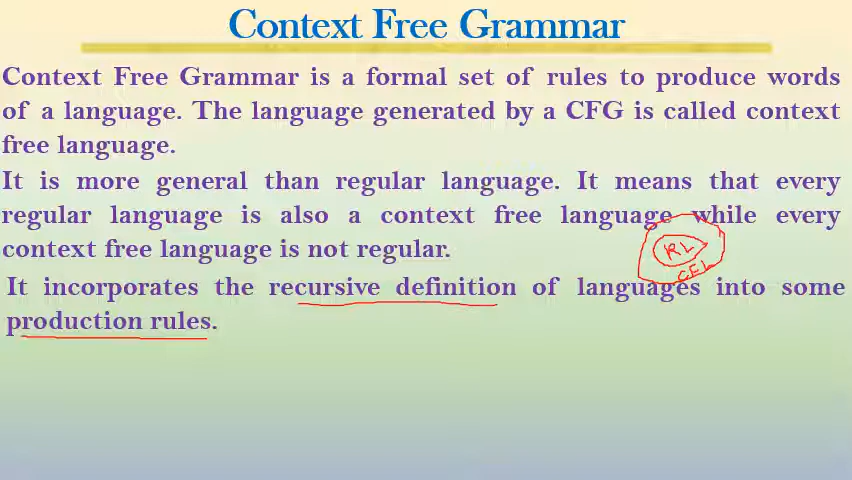 Context Free Grammar
Context Free Grammar is a formal set of rules to produce words
of a language. The language generated by a CFG is called context
free language.
It is more general than regular language. It means that every
regular language is also a context free language while every
context free language is not regular.
RL
CFL
It incorporates the recursive definition of languages into some
production rules.